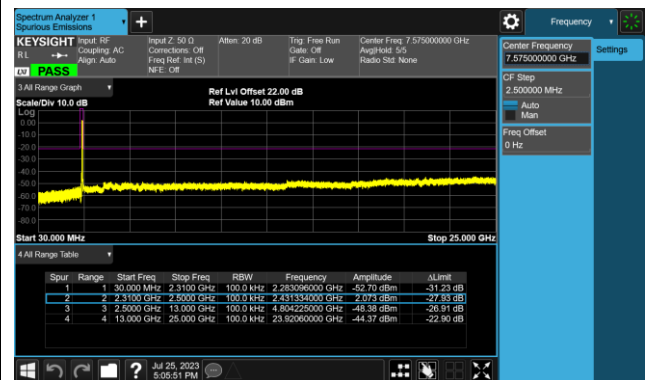 Spectrum Analyzer 1
Spurious Emissions
Frequency
KEYSIGHT
Input: RF
Input Z: 50 Ω
Atten: 20 dB
Trig: Free Run
Center Freq: 7.575000000 GHz
RL
Coupling: AC
Corrections: Off
Gate: Off
Avg|Hold: 5/5
Align: Auto
Freq Ref: Int (S)
IF Gain: Low
Radio Std: None
NFE: Off
LXI
PASS
Center Frequency
7.575000000 GHz
Settings
CF Step
2.500000 MHz
Auto
Man
Freq Offset
0 Hz
3 All Range Graph
Ref Lvl Offset 22.00 dB
Scale/Div 10.0 dB
Ref Value 10.00 dBm
Log
0.00
-10.0
-20.0
-30.0
-40.0
-50.0
-60.0
-70.0
-80.0
Start 30.000 MHz
Stop 25.000 GHz
4 All Range Table
Spur Range Start Freq Stop Freq RBW Frequency Amplitude ΔLimit
1 1 30.000 MHz 2.3100 GHz 100.0 kHz 2.283096000 GHz -52.70 dBm -31.23 dB
2 2 2.3100 GHz 2.5000 GHz 100.0 kHz 2.431334000 GHz 2.073 dBm -27.93 dB
3 3 2.5000 GHz 13.000 GHz 100.0 kHz 4.804225000 GHz -48.38 dBm -26.91 dB
4 4 13.000 GHz 25.000 GHz 100.0 kHz 23.92060000 GHz -44.37 dBm -22.90 dB
Jul 25, 2023
5:05:51 PM